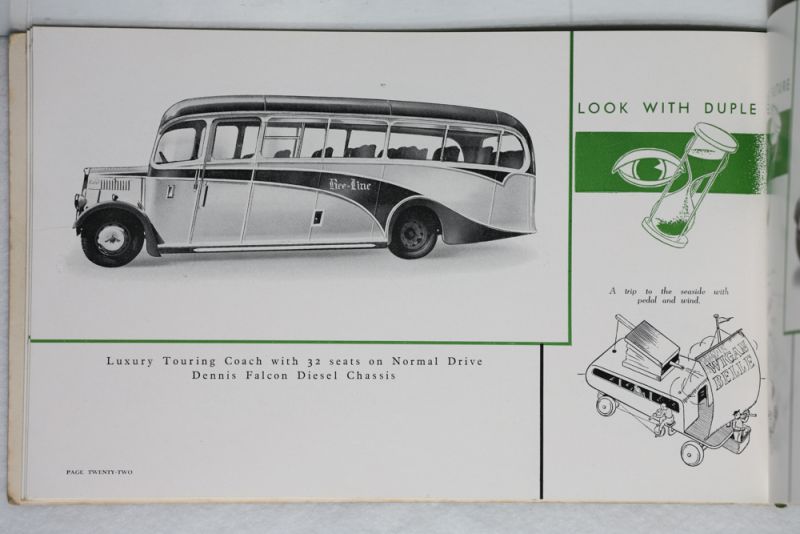 Bee-Line
Luxury Touring Coach with 32 seats on Normal Drive
Dennis Falcon Diesel Chassis
PAGE TWENTY-TWO
LOOK WITH DUPLE
A trip to the seaside with
pedal and wind.
WIGAN
BELLE